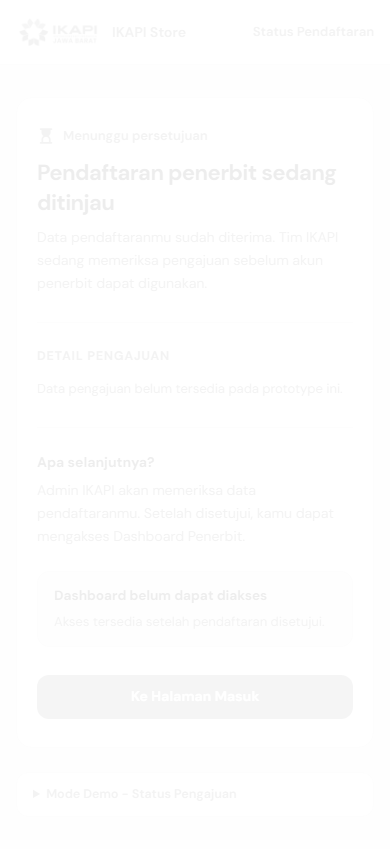 IKAPI
IKAPI Store
Status Pendaftaran
Menunggu persetujuan
Pendaftaran penerbit sedang
ditinjau
Data pendaftaranmu sudah diterima. Tim IKAPI
sedang memeriksa pengajuan sebelum akun
penerbit dapat digunakan.
DETAIL PENGAJUAN
Data pengajuan belum tersedia pada prototype ini.
Apa selanjutnya?
Admin IKAPI akan memeriksa data
pendaftaranmu. Setelah disetujui, kamu dapat
mengakses Dashboard Penerbit.
Dashboard belum dapat diakses
Akses tersedia setelah pendaftaran disetujui.
Ke Halaman Masuk
Mode Demo - Status Pengajuan